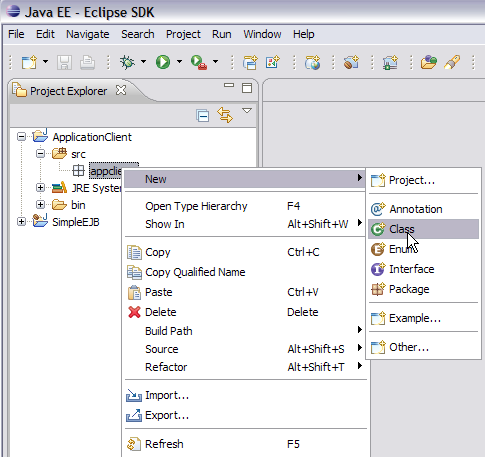 Java EE - Eclipse SDK
File Edit Navigate Search Project Run Window Help
Project Explorer
ApplicationClient
src
appclie
JRE System
bin
SimpleEJB
New
Open Type Hierarchy F4
Show In Alt+Shift+W
Copy Ctrl+C
Copy Qualified Name
Paste Ctrl+V
Delete Delete
Build Path
Source Alt+Shift+S
Refactor Alt+Shift+T
Import...
Export...
Refresh F5
Project...
Annotation
Class
Enum
Interface
Package
Example...
Other...